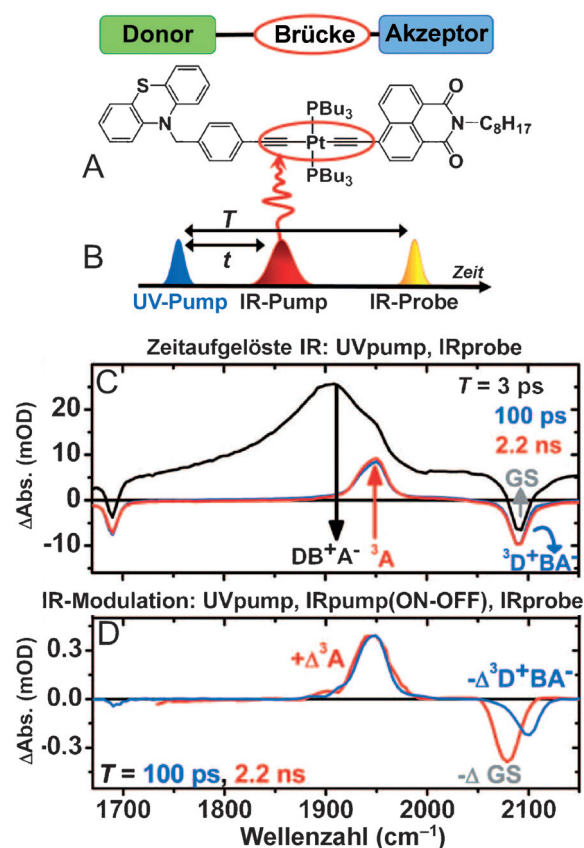 Donor Brücke Akzeptor
S
N
PBu3
Pt
PBu3
O
N C8H17
O
A
B
T
t
UV-Pump IR-Pump IR-Probe Zeit
C
Zeitaufgelöste IR: UVpump, IRprobe
T = 3 ps
100 ps
2.2 ns
GS
DB+A-
3A
3D+BA-
ΔAbs. (mOD)
20
10
0
-10
IR-Modulation: UVpump, IRpump(ON-OFF), IRprobe
D
+Δ3A
-Δ3D+BA-
-Δ GS
T = 100 ps, 2.2 ns
ΔAbs. (mOD)
0.3
0.0
-0.3
1700 1800 1900 2000 2100
Wellenzahl (cm−1)